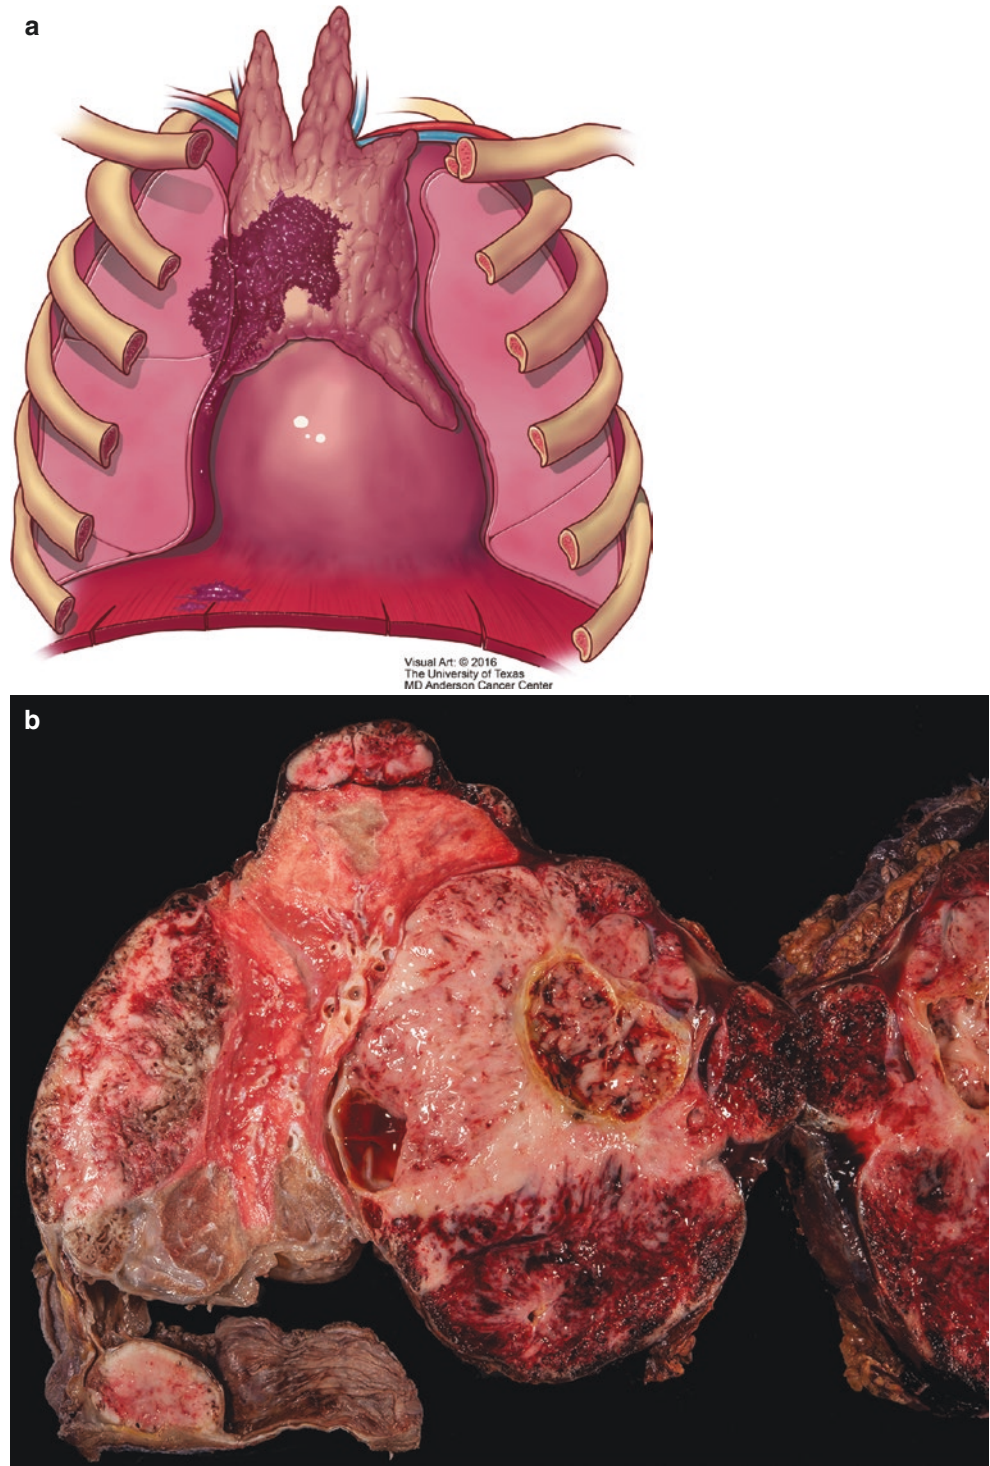 a
Visual Art: © 2016
The University of Texas
MD Anderson Cancer Center
b